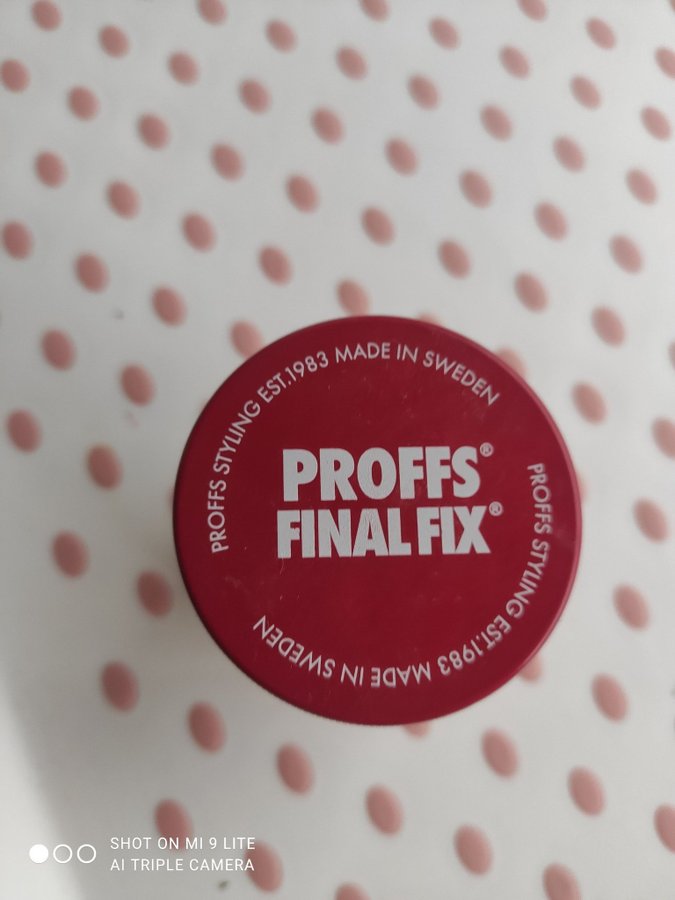 PROFFS STYLING EST.1983 MADE IN SWEDEN
PROFFS®
FINAL FIX®
PROFFS STYLING EST.1983 MADE IN SWEDEN
SHOT ON MI 9 LITE
AI TRIPLE CAMERA